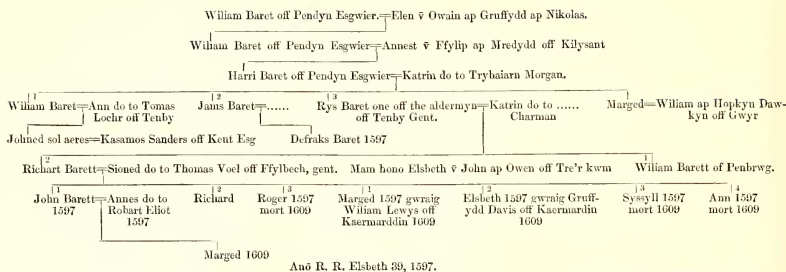 Wiliam Baret off Pendyn Esgwier.=Elen v̄ Owain ap Gruffydd ap Nikolas.
Wiliam Baret off Pendyn Esgwier=Annest v̄ Ffylip ap Mredydd off Kilysant
Harri Baret off Pendyn Esgwier=Katrin do to Trybaiarn Morgan.
1 2 3
Wiliam Baret=Ann do to Tomas Jams Baret=...... Rys Baret one off the aldermyn=Katrin do to ...... Marged=Wiliam ap Hopkyn Daw-
Lochr off Tenby off Tenby Gent. Charman kyn off Gwyr
Johned sol aeres=Kasamos Sanders off Kent Esg Defraks Baret 1597
2 1
Richart Barett=Sioned do to Thomas Voel off Ffylbech, gent. Mam hono Elsbeth v̄ John ap Owen off Tre'r kwm Wiliam Barett of Penbrwg.
1 2 3 1 2 3 4
John Barett=Annes do to Richard Roger 1597 Marged 1597 gwraig Elsbeth 1597 gwraig Gruff- Syssyll 1597 Ann 1597
1597 Robart Eliot mort 1609 Wiliam Lewys off ydd Davis off Kaermardin mort 1609 mort 1609
1597 Kaermarddin 1609 1609
Marged 1609
Anō R. R. Elsbeth 39, 1597.